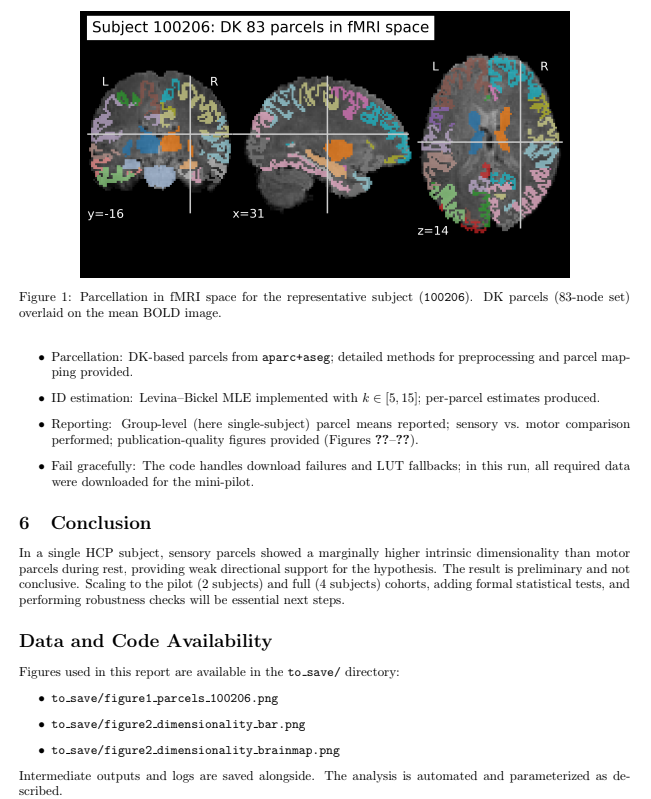 Subject 100206: DK 83 parcels in fMRI space
L R
L R
y=-16 x=31 z=14
Figure 1: Parcellation in fMRI space for the representative subject (100206). DK parcels (83-node set)
overlaid on the mean BOLD image.
• Parcellation: DK-based parcels from aparc+aseg; detailed methods for preprocessing and parcel map-
ping provided.
• ID estimation: Levina–Bickel MLE implemented with k ∈ [5, 15]; per-parcel estimates produced.
• Reporting: Group-level (here single-subject) parcel means reported; sensory vs. motor comparison
performed; publication-quality figures provided (Figures ??–??).
• Fail gracefully: The code handles download failures and LUT fallbacks; in this run, all required data
were downloaded for the mini-pilot.
6 Conclusion
In a single HCP subject, sensory parcels showed a marginally higher intrinsic dimensionality than motor
parcels during rest, providing weak directional support for the hypothesis. The result is preliminary and not
conclusive. Scaling to the pilot (2 subjects) and full (4 subjects) cohorts, adding formal statistical tests, and
performing robustness checks will be essential next steps.
Data and Code Availability
Figures used in this report are available in the to_save/ directory:
• to_save/figure1_parcels_100206.png
• to_save/figure2_dimensionality_bar.png
• to_save/figure2_dimensionality_brainmap.png
Intermediate outputs and logs are saved alongside. The analysis is automated and parameterized as de-
scribed.